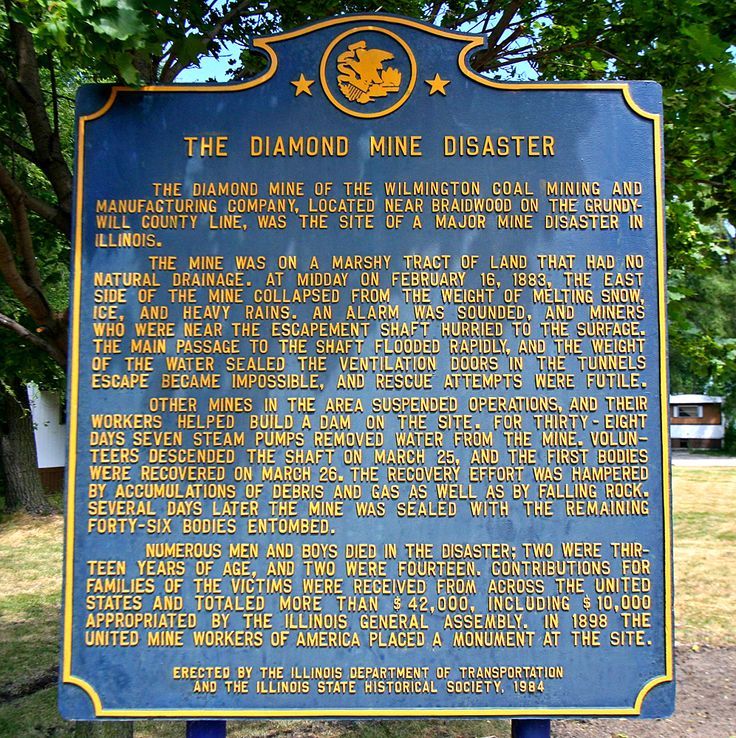 THE DIAMOND MINE DISASTER
THE DIAMOND MINE OF THE WILMINGTON COAL MINING AND
MANUFACTURING COMPANY, LOCATED NEAR BRAIDWOOD ON THE GRUNDY-
WILL COUNTY LINE, WAS THE SITE OF A MAJOR MINE DISASTER IN
ILLINOIS.
THE MINE WAS ON A MARSHY TRACT OF LAND THAT HAD NO
NATURAL DRAINAGE. AT MIDDAY ON FEBRUARY 16, 1883, THE EAST
SIDE OF THE MINE COLLAPSED FROM THE WEIGHT OF MELTING SNOW,
ICE, AND HEAVY RAINS. AN ALARM WAS SOUNDED, AND MINERS
WHO WERE NEAR THE ESCAPEMENT SHAFT HURRIED TO THE SURFAGE.
THE MAIN PASSAGE TO THE SHAFT FLOODED RAPIDLY, AND THE WEIGHT
OF THE WATER SEALED THE VENTILATION DOORS IN THE TUNNELS
ESCAPE BECAME IMPOSSIBLE, AND RESCUE ATTEMPTS WERE FUTILE.
OTHER MINES IN THE AREA SUSPENDED OPERATIONS, AND THEIR
WORKERS HELPED BUILD A DAM ON THE SITE. FOR THIRTY-EIGHT
DAYS SEVEN STEAM PUMPS REMOVED WATER FROM THE MINE. VOLUN-
TEERS DESCENDED THE SHAFT ON MARCH 25, AND THE FIRST BODIES
WERE RECOVERED ON MARCH 26. THE RECOVERY EFFORT WAS HAMPERED
BY ACCUMULATIONS OF DEBRIS AND GAS AS WELL AS BY FALLING ROCK.
SEVERAL DAYS LATER THE MINE WAS SEALED WITH THE REMAINING
FORTY-SIX BODIES ENTOMBED.
NUMEROUS MEN AND BOYS DIED IN THE DISASTER; TWO WERE THIR-
TEEN YEARS OF AGE, AND TWO WERE FOURTEEN. CONTRIBUTIONS FOR
FAMILIES OF THE VICTIMS WERE RECEIVED FROM ACROSS THE UNITED
STATES AND TOTALED MORE THAN $42,000, INCLUDING $10,000
APPROPRIATED BY THE ILLINOIS GENERAL ASSEMBLY. IN 1898 THE
UNITED MINE WORKERS OF AMERICA PLACED A MONUMENT AT THE SITE.
ERECTED BY THE ILLINOIS DEPARTMENT OF TRANSPORTATION
AND THE ILLINOIS STATE HISTORICAL SOCIETY, 1984